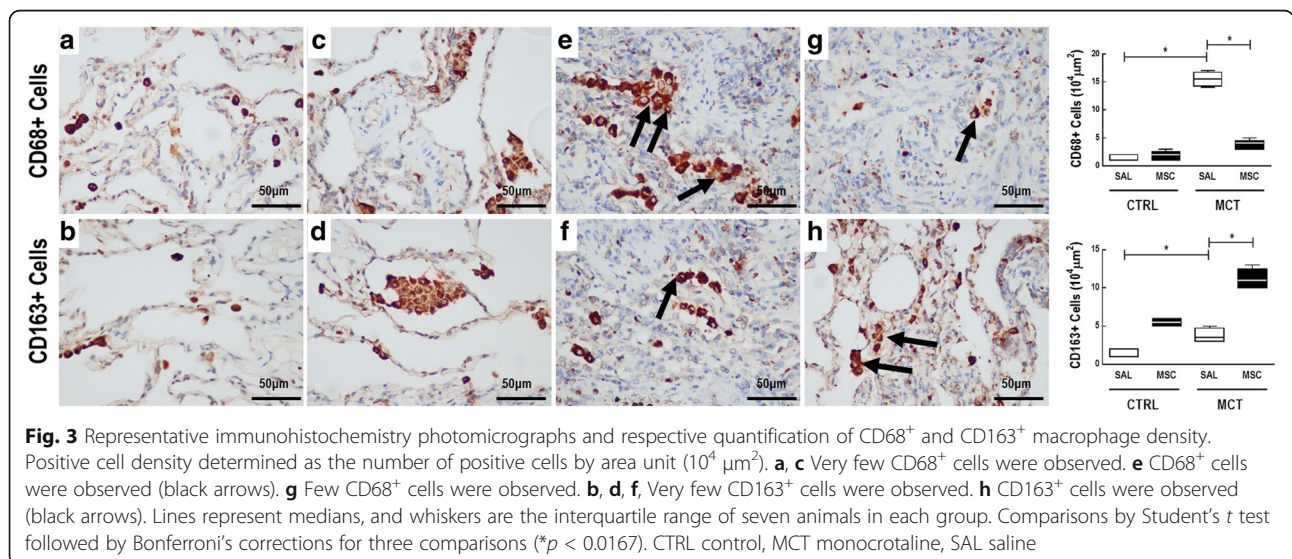 a
c
e
g
CD68+ Cells
50µm
50µm
50µm
50µm
b
d
f
h
CD163+ Cells
50µm
50µm
50µm
50µm
CD68+ Cells (10⁴µm²)
20
15
10
5
0
*
*
SAL MSC SAL MSC
CTRL MCT
CD163+ Cells (10⁴µm²)
15
10
5
0
*
*
SAL MSC SAL MSC
CTRL MCT
Fig. 3 Representative immunohistochemistry photomicrographs and respective quantification of CD68⁺ and CD163⁺ macrophage density.
Positive cell density determined as the number of positive cells by area unit (10⁴ μm²). a, c Very few CD68⁺ cells were observed. e CD68⁺ cells
were observed (black arrows). g Few CD68⁺ cells were observed. b, d, f, Very few CD163⁺ cells were observed. h CD163⁺ cells were observed
(black arrows). Lines represent medians, and whiskers are the interquartile range of seven animals in each group. Comparisons by Student's t test
followed by Bonferroni's corrections for three comparisons (*p < 0.0167). CTRL control, MCT monocrotaline, SAL saline